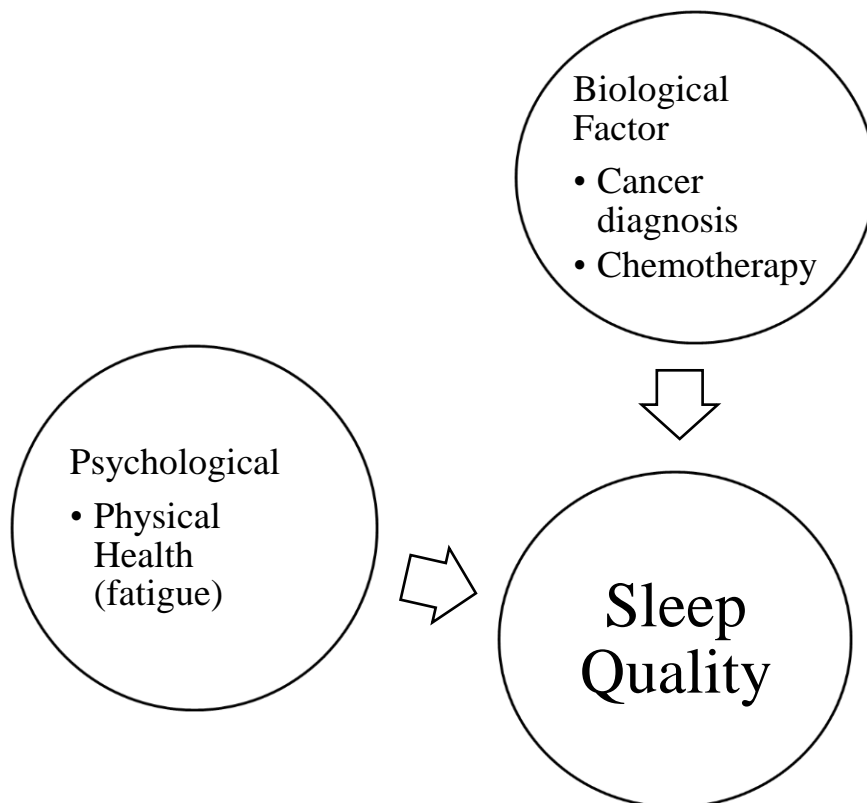 Biological
Factor
• Cancer
diagnosis
• Chemotherapy
Psychological
• Physical
Health
(fatigue)
Sleep
Quality